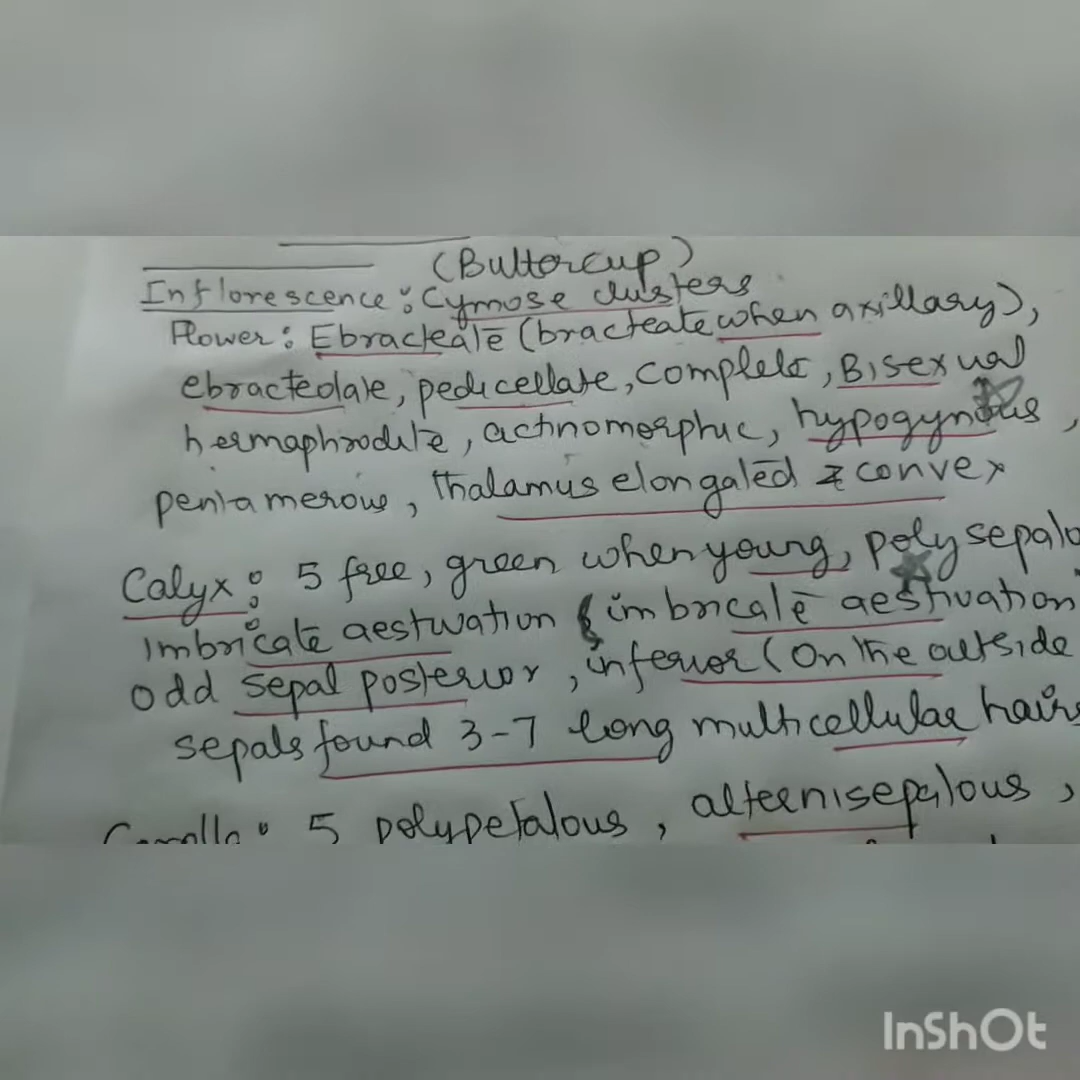 (Buttercup)
Inflorescence: Cymose clusters
Flower: Ebracteate (bracteate when axillary),
ebracteolate, pedicellate, complete, Bisexual
hermaphrodite, actinomorphic, hypogynous,
pentamerous, thalamus elongated & convex
Calyx: 5 free, green when young, polysepalo
imbricate aestivation & imbricate aestivation
odd sepal posterior, inferior (On the outside
sepals found 3-7 long multicellular hairs
Corolla: 5 polypetalous, alternisepalous,
InShOt